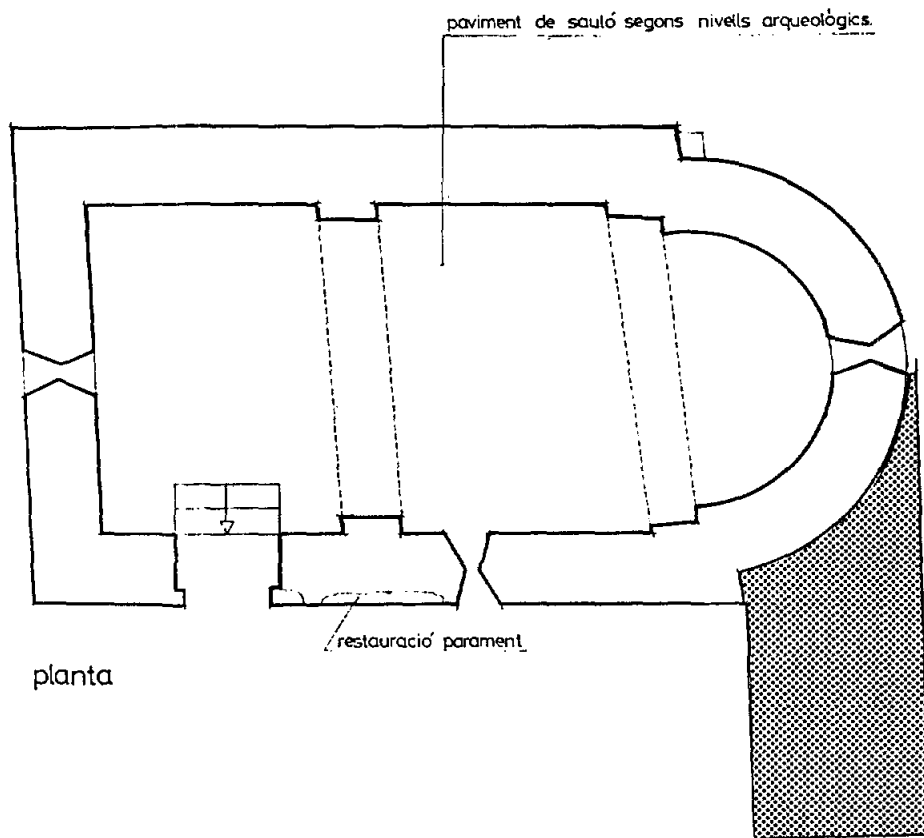 paviment de sauló segons nivells arqueològics.
restauració parament
planta